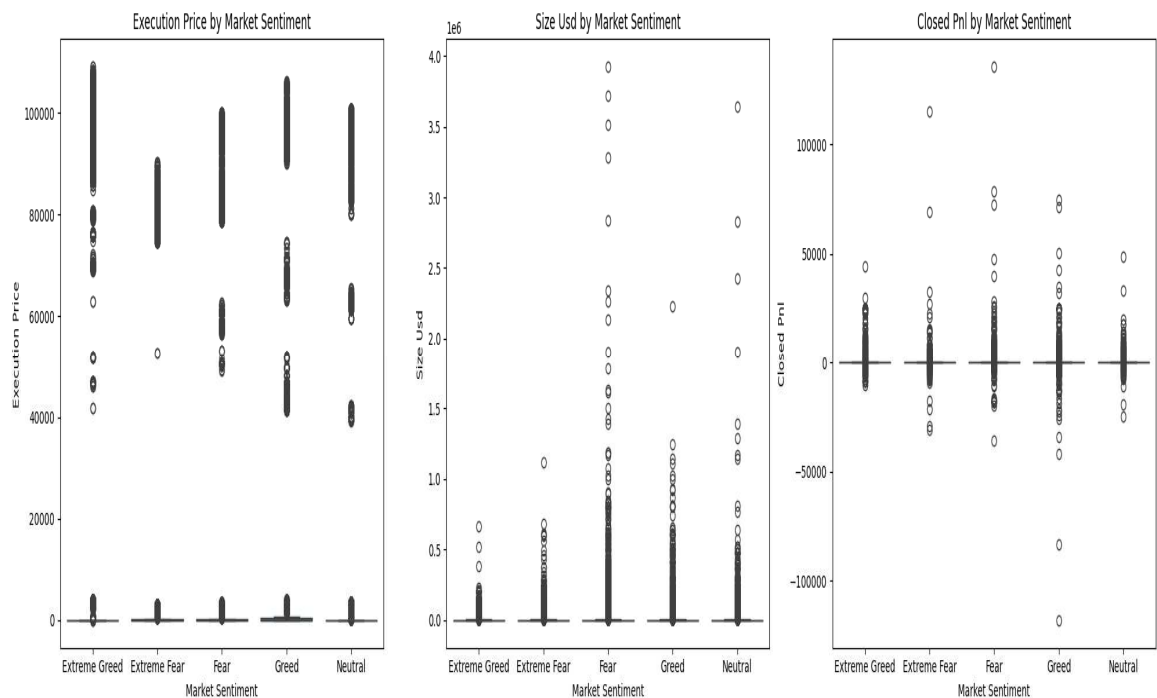 Execution Price by Market Sentiment
Execution Price
100000
80000
60000
40000
20000
0
Extreme Greed Extreme Fear Fear Greed Neutral
Market Sentiment
Size Usd by Market Sentiment
1e6
Size Usd
4.0
3.5
3.0
2.5
2.0
1.5
1.0
0.5
0.0
Extreme Greed Extreme Fear Fear Greed Neutral
Market Sentiment
Closed Pnl by Market Sentiment
Closed Pnl
100000
50000
0
−50000
−100000
Extreme Greed Extreme Fear Fear Greed Neutral
Market Sentiment